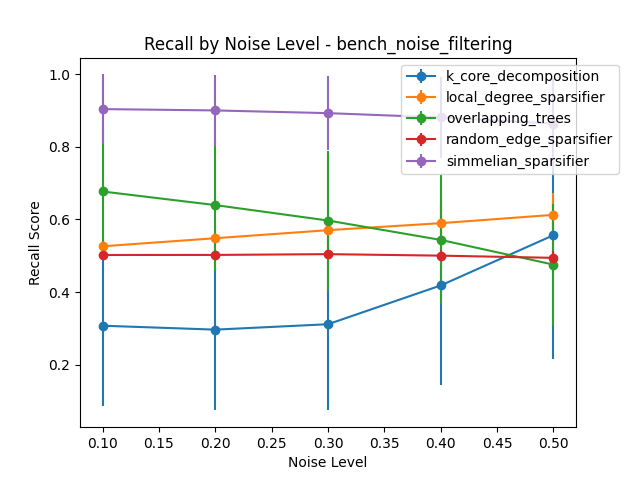 Recall by Noise Level - bench_noise_filtering
k_core_decomposition
local_degree_sparsifier
overlapping_trees
random_edge_sparsifier
simmelian_sparsifier
Recall Score
1.0
0.8
0.6
0.4
0.2
0.10 0.15 0.20 0.25 0.30 0.35 0.40 0.45 0.50
Noise Level